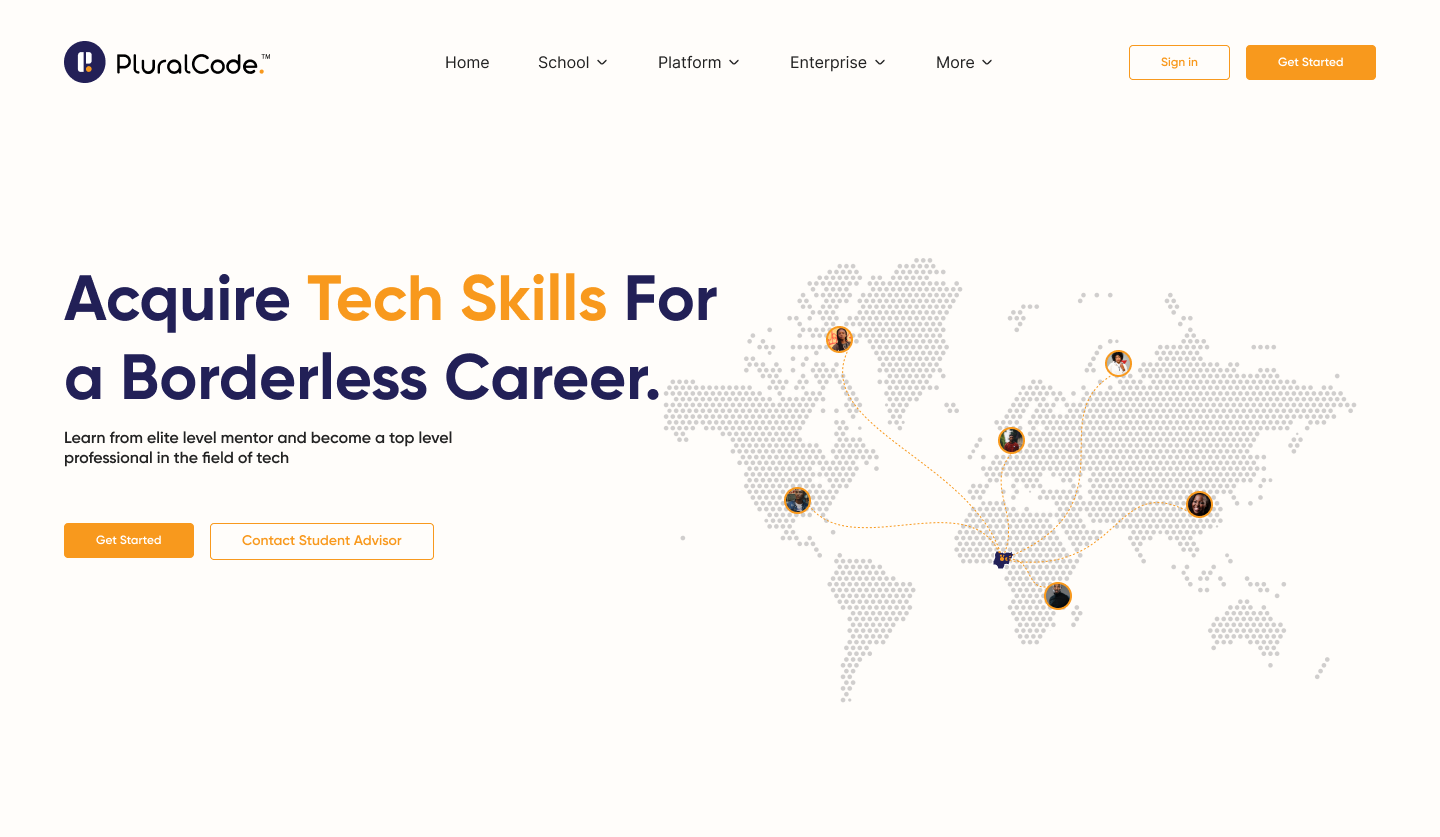 PluralCode.™
Home
School
Platform
Enterprise
More
Sign in
Get Started
Acquire Tech Skills For
a Borderless Career.
Learn from elite level mentor and become a top level
professional in the field of tech
Get Started
Contact Student Advisor